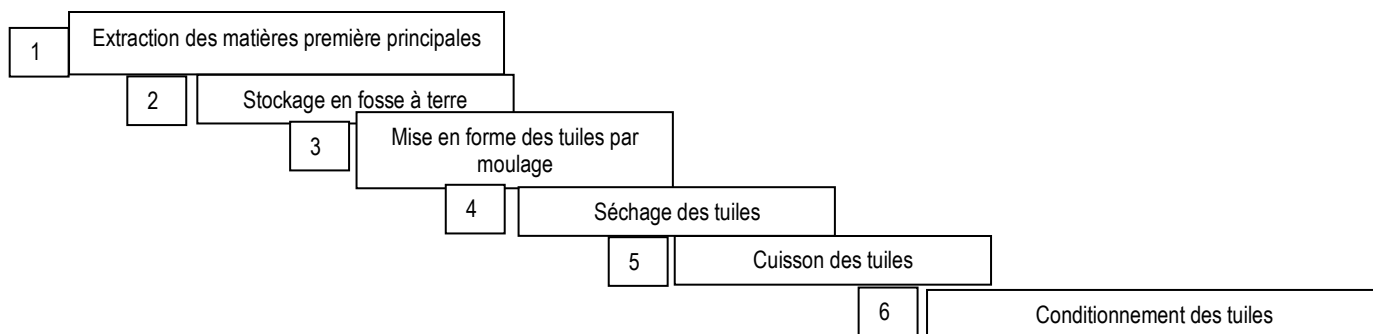 1
Extraction des matières première principales
2
Stockage en fosse à terre
3
Mise en forme des tuiles par
moulage
4
Séchage des tuiles
5
Cuisson des tuiles
6
Conditionnement des tuiles